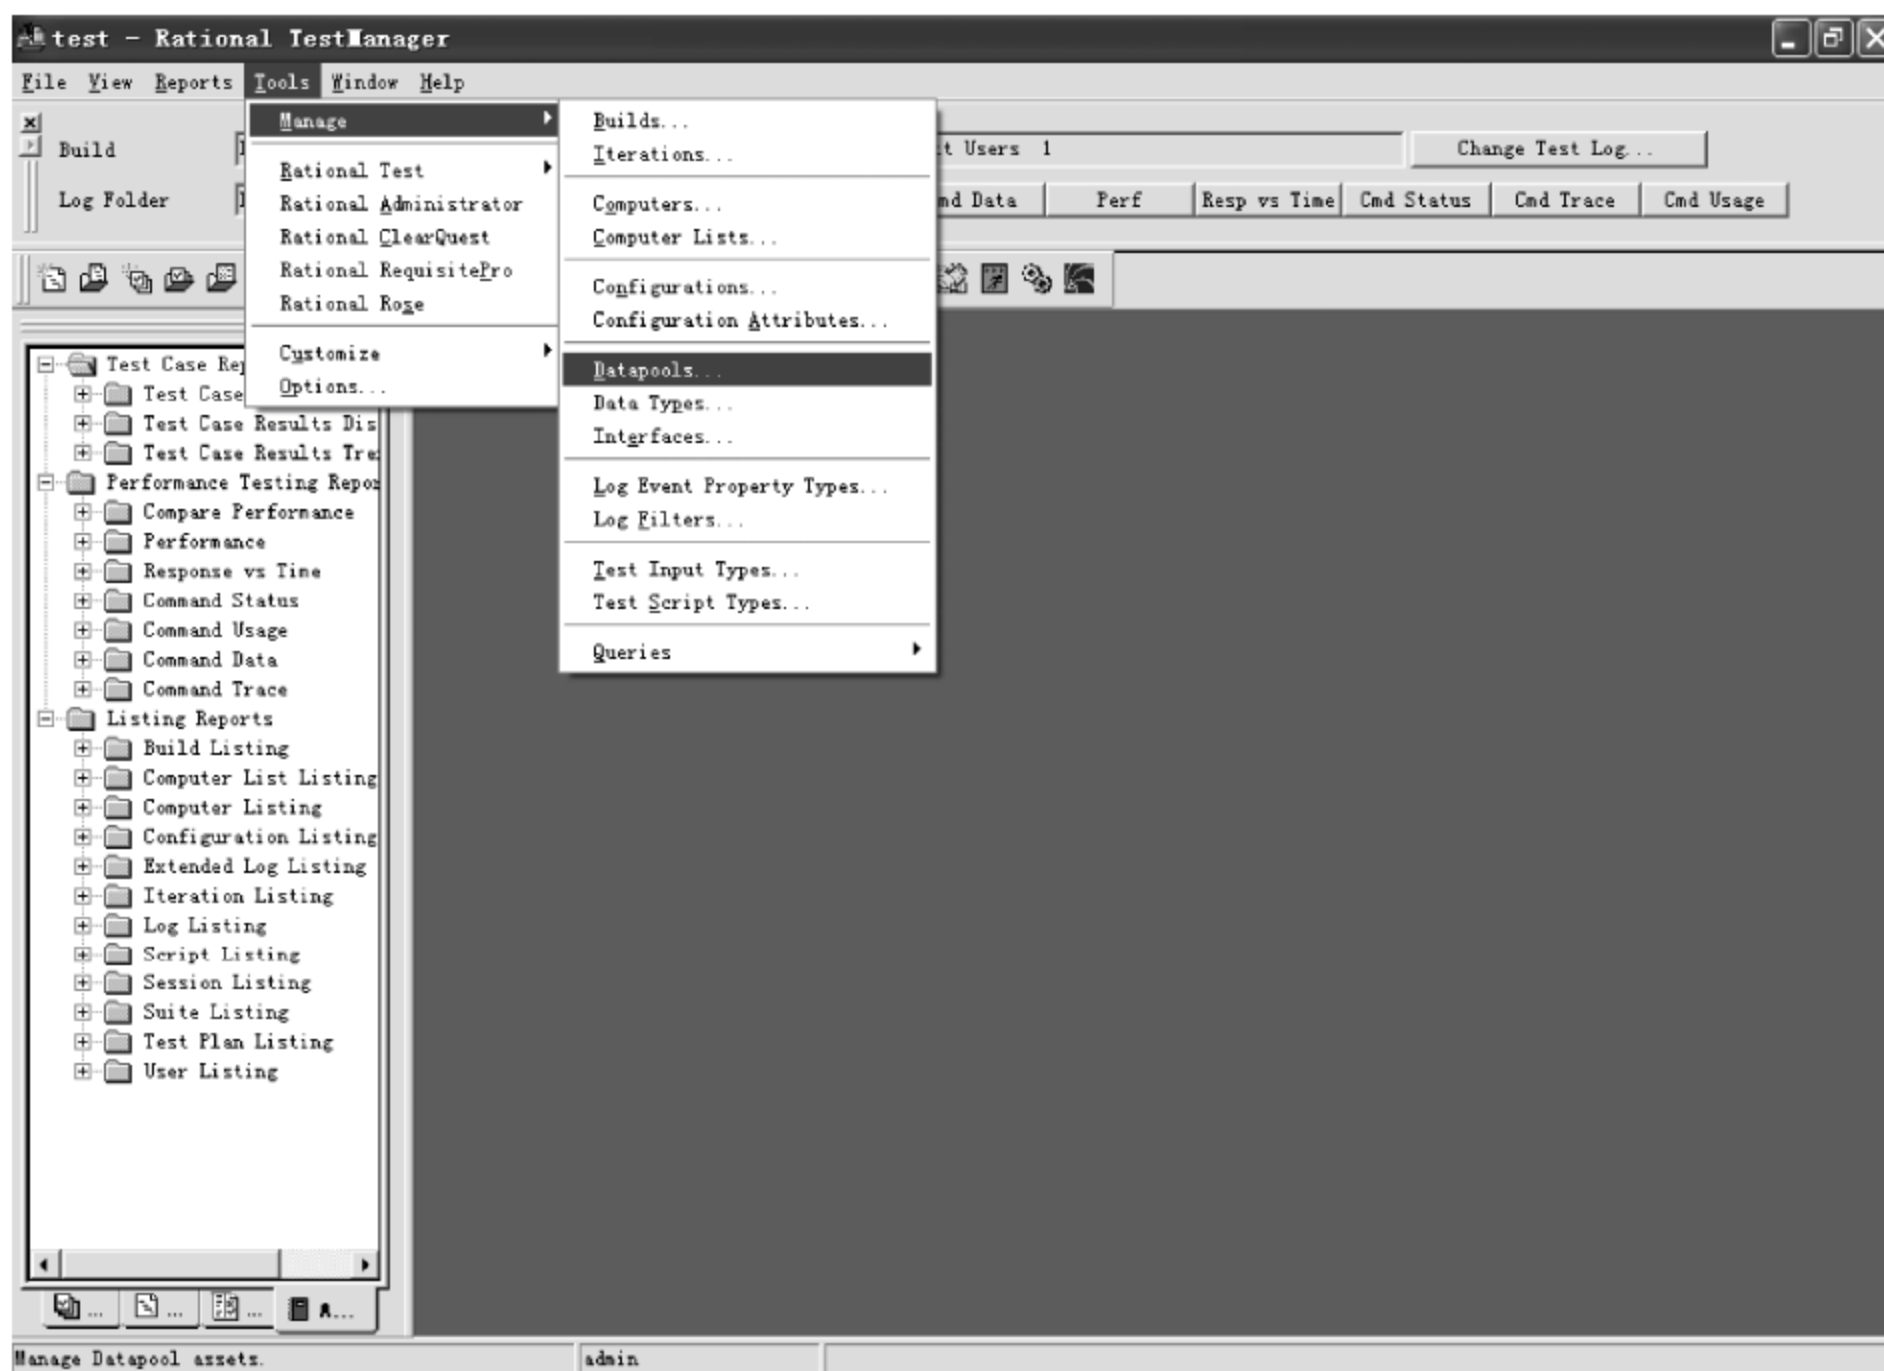 test - Rational TestManager
File View Reports Tools Window Help
Build
t Users 1
Change Test Log...
Log Folder
nd Data Perf Resp vs Time Cmd Status Cmd Trace Cmd Usage
Manage
Rational Test
Rational Administrator
Rational ClearQuest
Rational RequisitePro
Rational Rose
Customize
Options...
Builds...
Iterations...
Computers...
Computer Lists...
Configurations...
Configuration Attributes...
Datapools...
Data Types...
Interfaces...
Log Event Property Types...
Log Filters...
Test Input Types...
Test Script Types...
Queries
Test Case Rep
Test Case
Test Case Results Dis
Test Case Results Tre
Performance Testing Repor
Compare Performance
Performance
Response vs Time
Command Status
Command Usage
Command Data
Command Trace
Listing Reports
Build Listing
Computer List Listing
Computer Listing
Configuration Listing
Extended Log Listing
Iteration Listing
Log Listing
Script Listing
Session Listing
Suite Listing
Test Plan Listing
User Listing
... ... ... A...
Manage Datapool assets.
admin